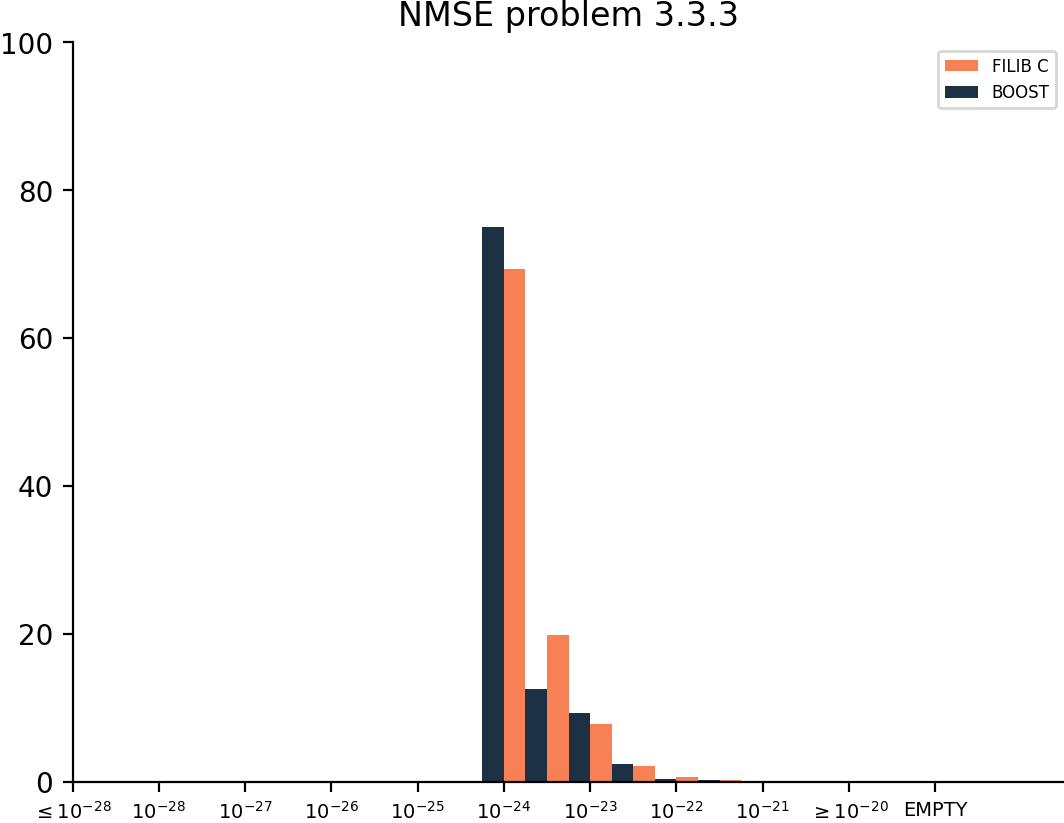 NMSE problem 3.3.3
FILIB C
BOOST
100
80
60
40
20
0
≤ 10⁻²⁸ 10⁻²⁸ 10⁻²⁷ 10⁻²⁶ 10⁻²⁵ 10⁻²⁴ 10⁻²³ 10⁻²² 10⁻²¹ ≥ 10⁻²⁰ EMPTY